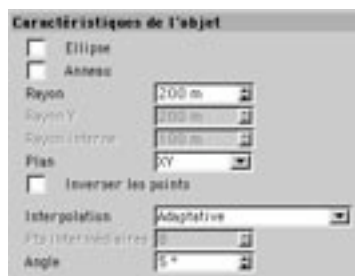 Caractéristiques de l'objet
Ellipse
Anneau
Rayon 200 m
Rayon Y 200 m
Rayon interne 100 m
Plan XY
Inverser les points
Interpolation Adaptative
Pts intermédiaires 8
Angle 5 °